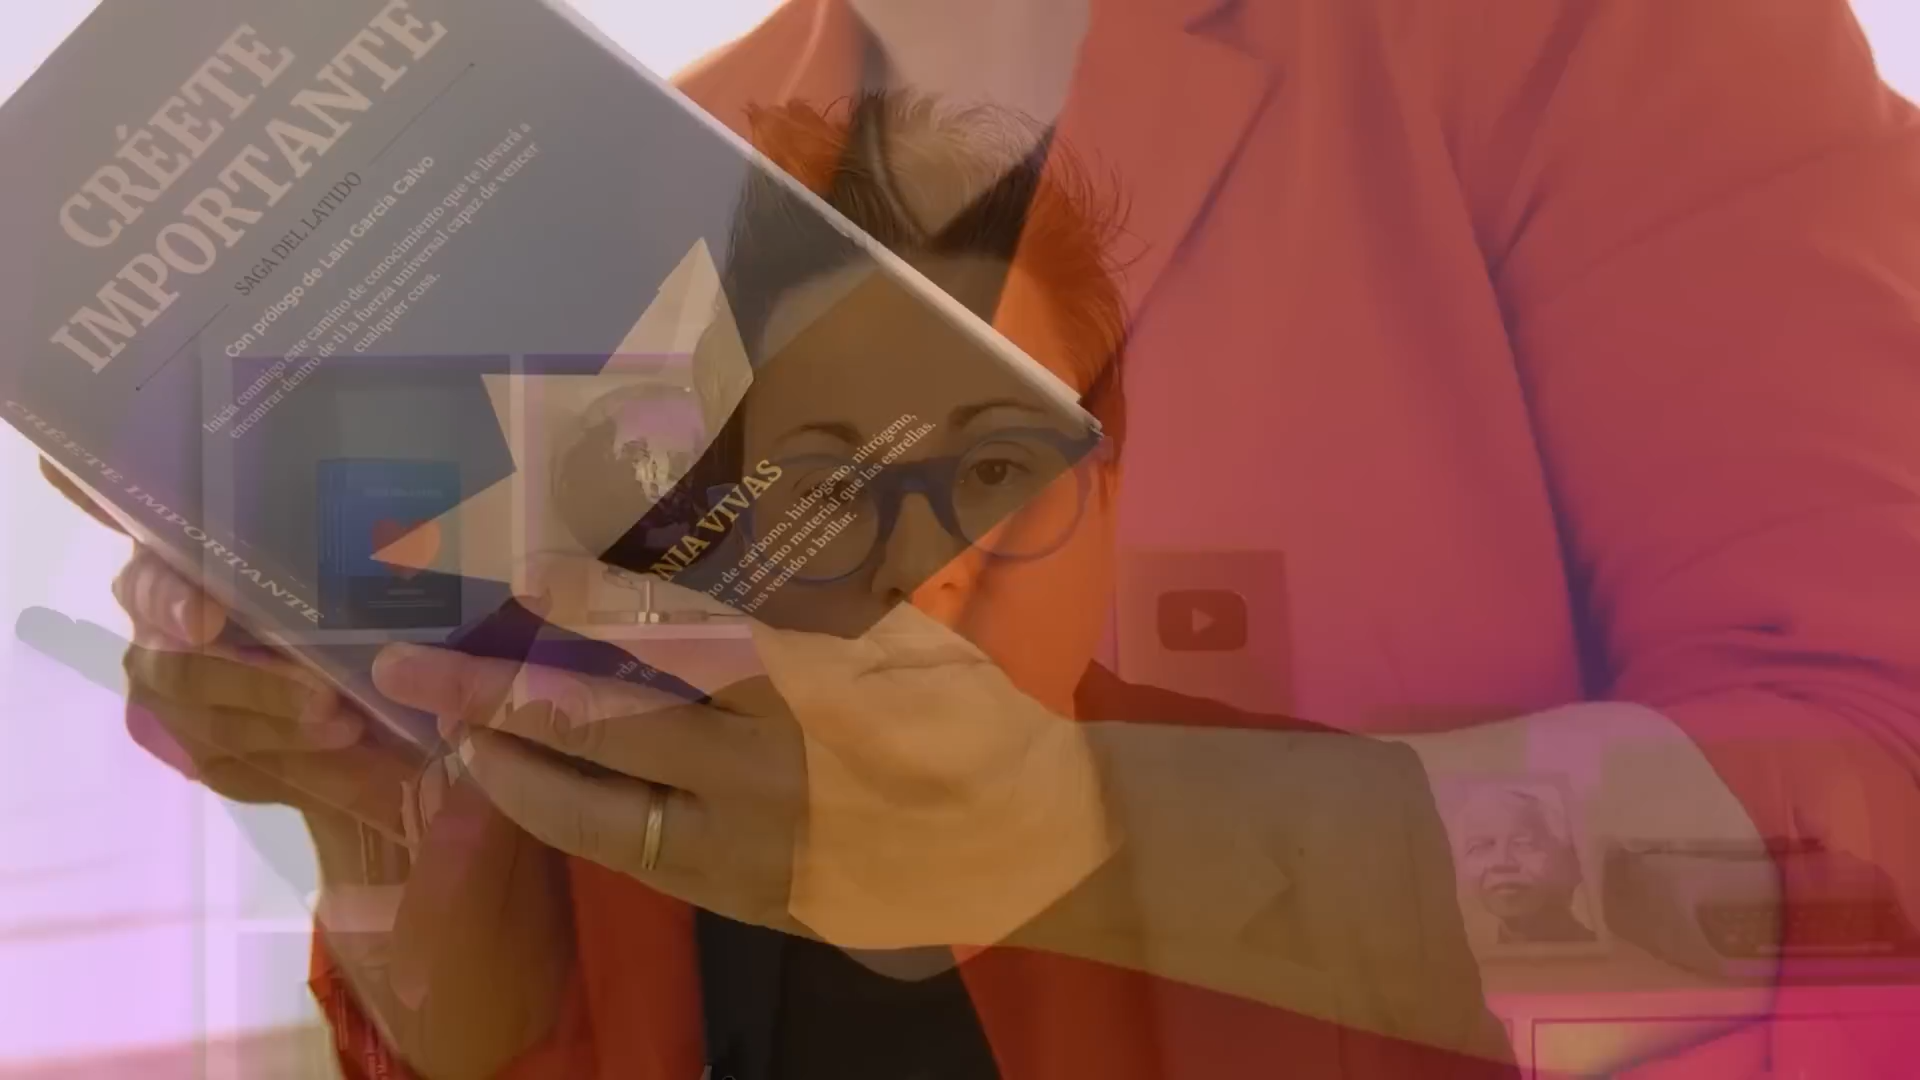 CRÉETE
IMPORTANTE
SAGA DEL LATIDO
Con prólogo de Lain García Calvo
Inicia conmigo este camino de conocimiento que te llevará a
encontrar dentro de ti la fuerza universal capaz de vencer
cualquier cosa.
CRÉETE IMPORTANTE
NIA VIVAS
de carbono, hidrógeno, nitrógeno,
El mismo material que las estrellas.
has venido a brillar.